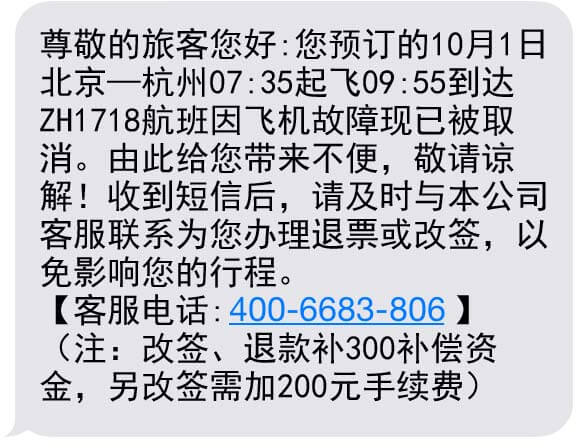 尊敬的旅客您好:您预订的10月1日
北京—杭州07:35起飞09:55到达
ZH1718航班因飞机故障现已被取
消。由此给您带来不便，敬请谅
解！收到短信后，请及时与本公司
客服联系为您办理退票或改签，以
免影响您的行程。
【客服电话:400-6683-806】
（注：改签、退款补300补偿资
金，另改签需加200元手续费）